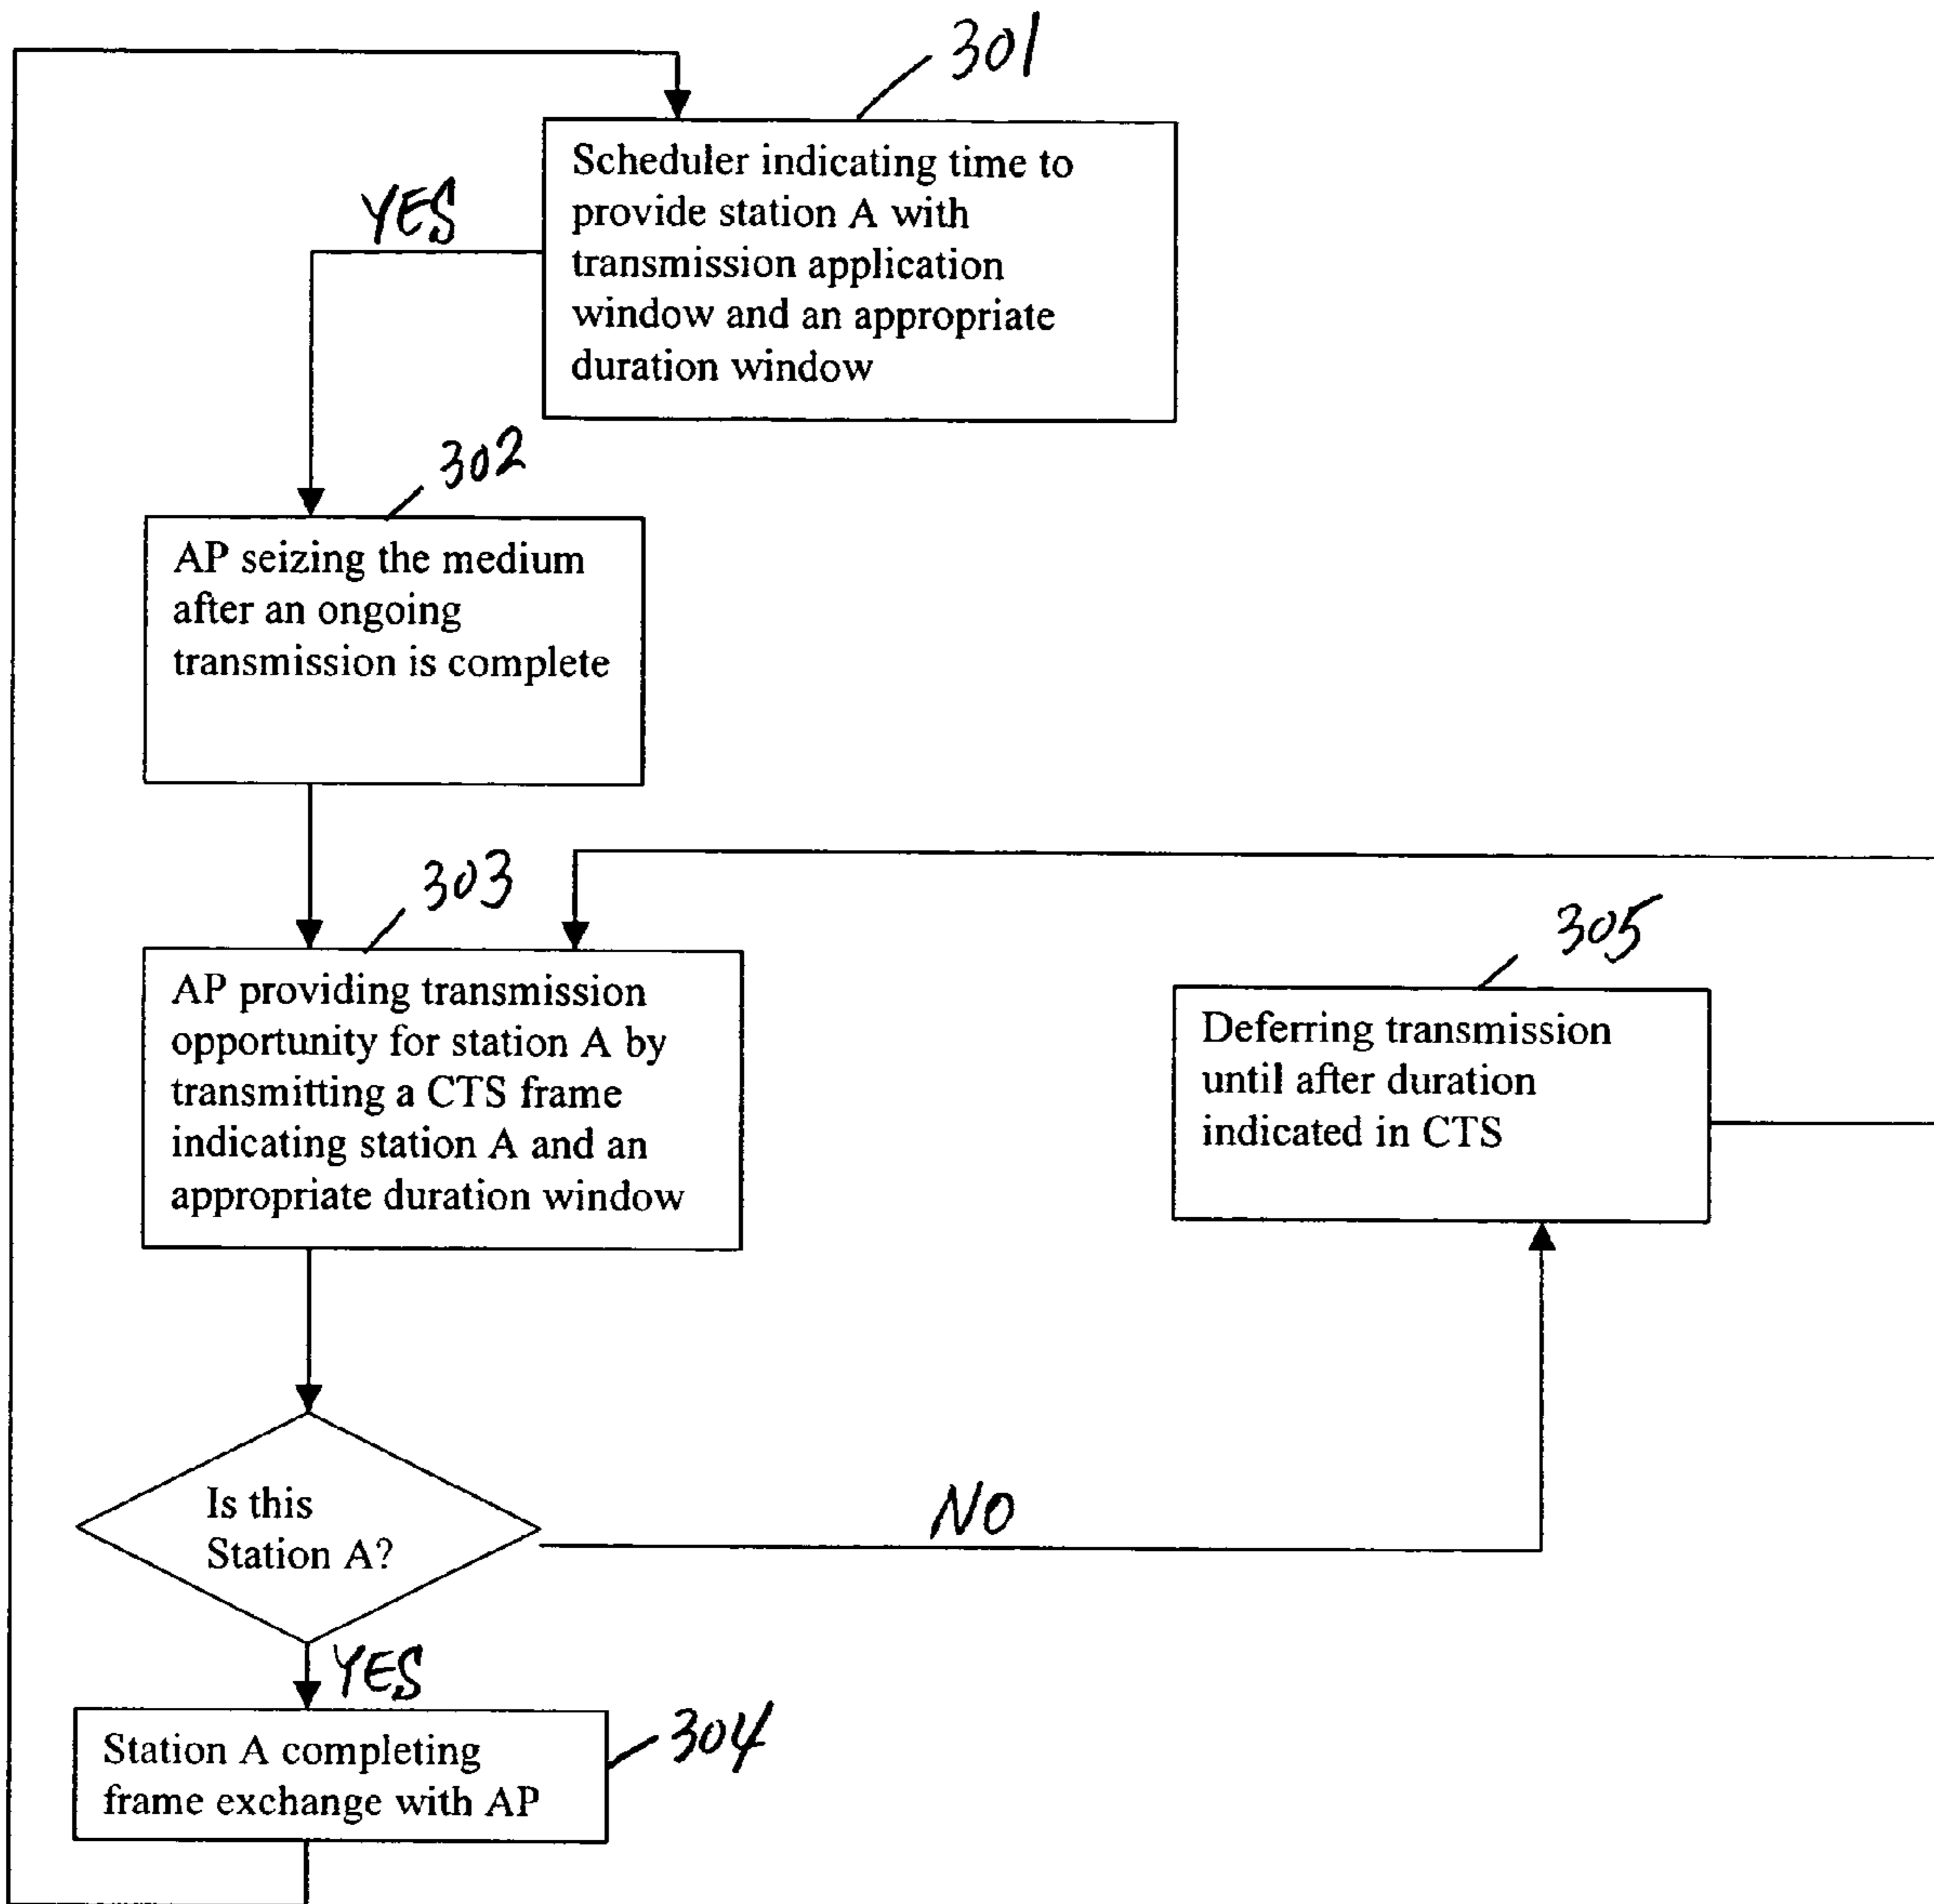 301
Scheduler indicating time to
provide station A with
transmission application
window and an appropriate
duration window
YES
302
AP seizing the medium
after an ongoing
transmission is complete
303
AP providing transmission
opportunity for station A by
transmitting a CTS frame
indicating station A and an
appropriate duration window
305
Deferring transmission
until after duration
indicated in CTS
Is this
Station A?
NO
YES
304
Station A completing
frame exchange with AP